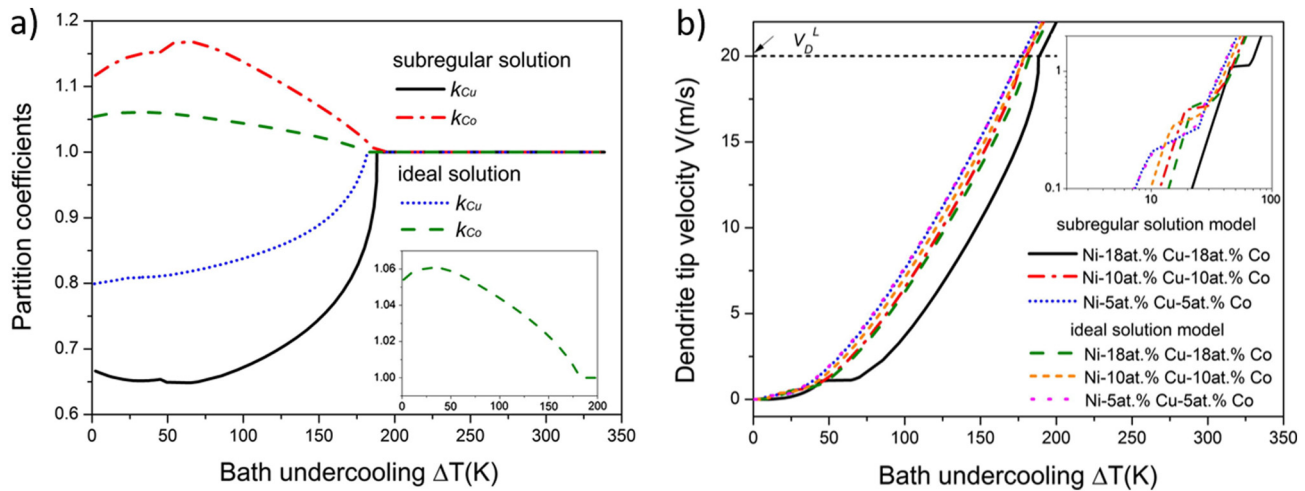 a)
Partition coefficients
1.2
1.1
1.0
0.9
0.8
0.7
0.6
0
50
100
150
200
250
300
350
Bath undercooling ΔT(K)
subregular solution
kCu
kCo
ideal solution
kCu
kCo
1.06
1.04
1.02
1.00
0
50
100
150
200
b)
Dendrite tip velocity V(m/s)
20
15
10
5
0
0
50
100
150
200
250
300
350
Bath undercooling ΔT(K)
VDL
1
0.1
10
100
subregular solution model
Ni-18at.% Cu-18at.% Co
Ni-10at.% Cu-10at.% Co
Ni-5at.% Cu-5at.% Co
ideal solution model
Ni-18at.% Cu-18at.% Co
Ni-10at.% Cu-10at.% Co
Ni-5at.% Cu-5at.% Co